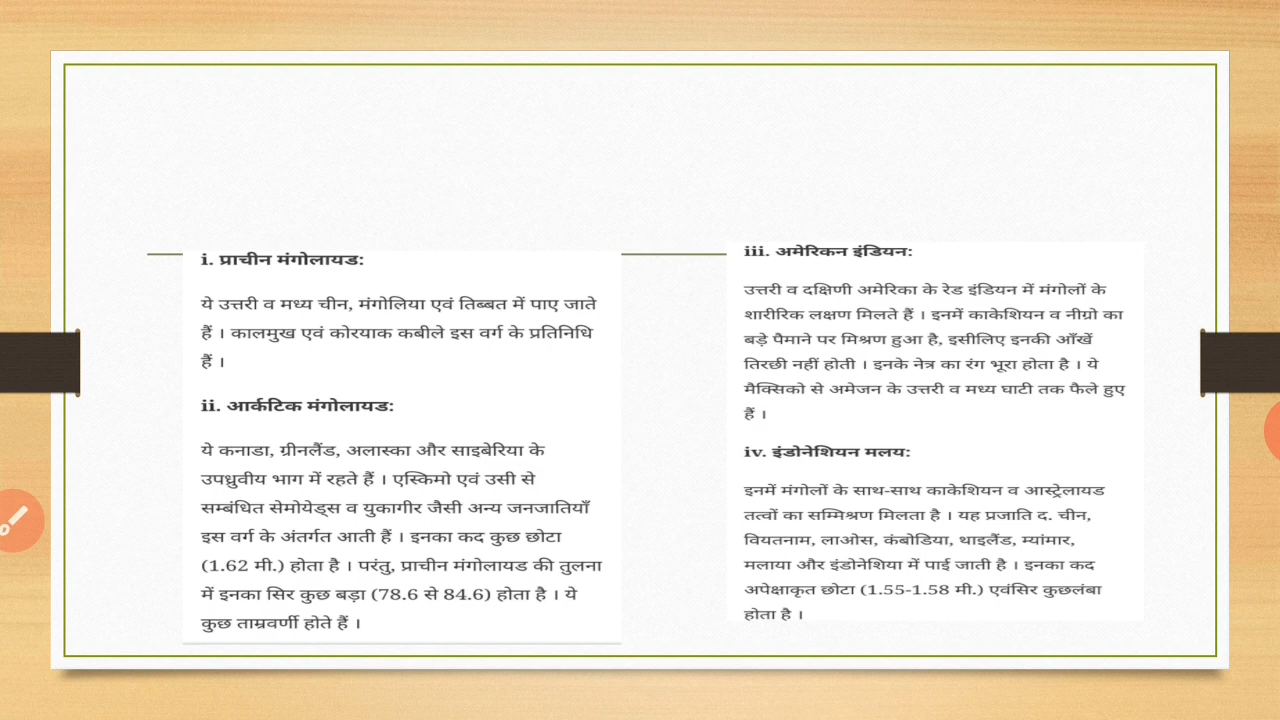 i. प्राचीन मंगोलायड:
ये उत्तरी व मध्य चीन, मंगोलिया एवं तिब्बत में पाए जाते
हैं । कालमुख एवं कोरयाक कबीले इस वर्ग के प्रतिनिधि
हैं ।
ii. आर्कटिक मंगोलायड:
ये कनाडा, ग्रीनलैंड, अलास्का और साइबेरिया के
उपध्रुवीय भाग में रहते हैं । एस्किमो एवं उसी से
सम्बंधित सेमोयेड्स व युकागीर जैसी अन्य जनजातियाँ
इस वर्ग के अंतर्गत आती हैं । इनका कद कुछ छोटा
(1.62 मी.) होता है । परंतु, प्राचीन मंगोलायड की तुलना
में इनका सिर कुछ बड़ा (78.6 से 84.6) होता है । ये
कुछ ताम्रवर्णी होते हैं ।
iii. अमेरिकन इंडियन:
उत्तरी व दक्षिणी अमेरिका के रेड इंडियन में मंगोलों के
शारीरिक लक्षण मिलते हैं । इनमें काकेशियन व नीग्रो का
बड़े पैमाने पर मिश्रण हुआ है, इसीलिए इनकी आँखें
तिरछी नहीं होती । इनके नेत्र का रंग भूरा होता है । ये
मैक्सिको से अमेजन के उत्तरी व मध्य घाटी तक फैले हुए
हैं ।
iv. इंडोनेशियन मलय:
इनमें मंगोलों के साथ-साथ काकेशियन व आस्ट्रेलायड
तत्वों का सम्मिश्रण मिलता है । यह प्रजाति द. चीन,
वियतनाम, लाओस, कंबोडिया, थाइलैंड, म्यांमार,
मलाया और इंडोनेशिया में पाई जाती है । इनका कद
अपेक्षाकृत छोटा (1.55-1.58 मी.) एवंसिर कुछलंबा
होता है ।